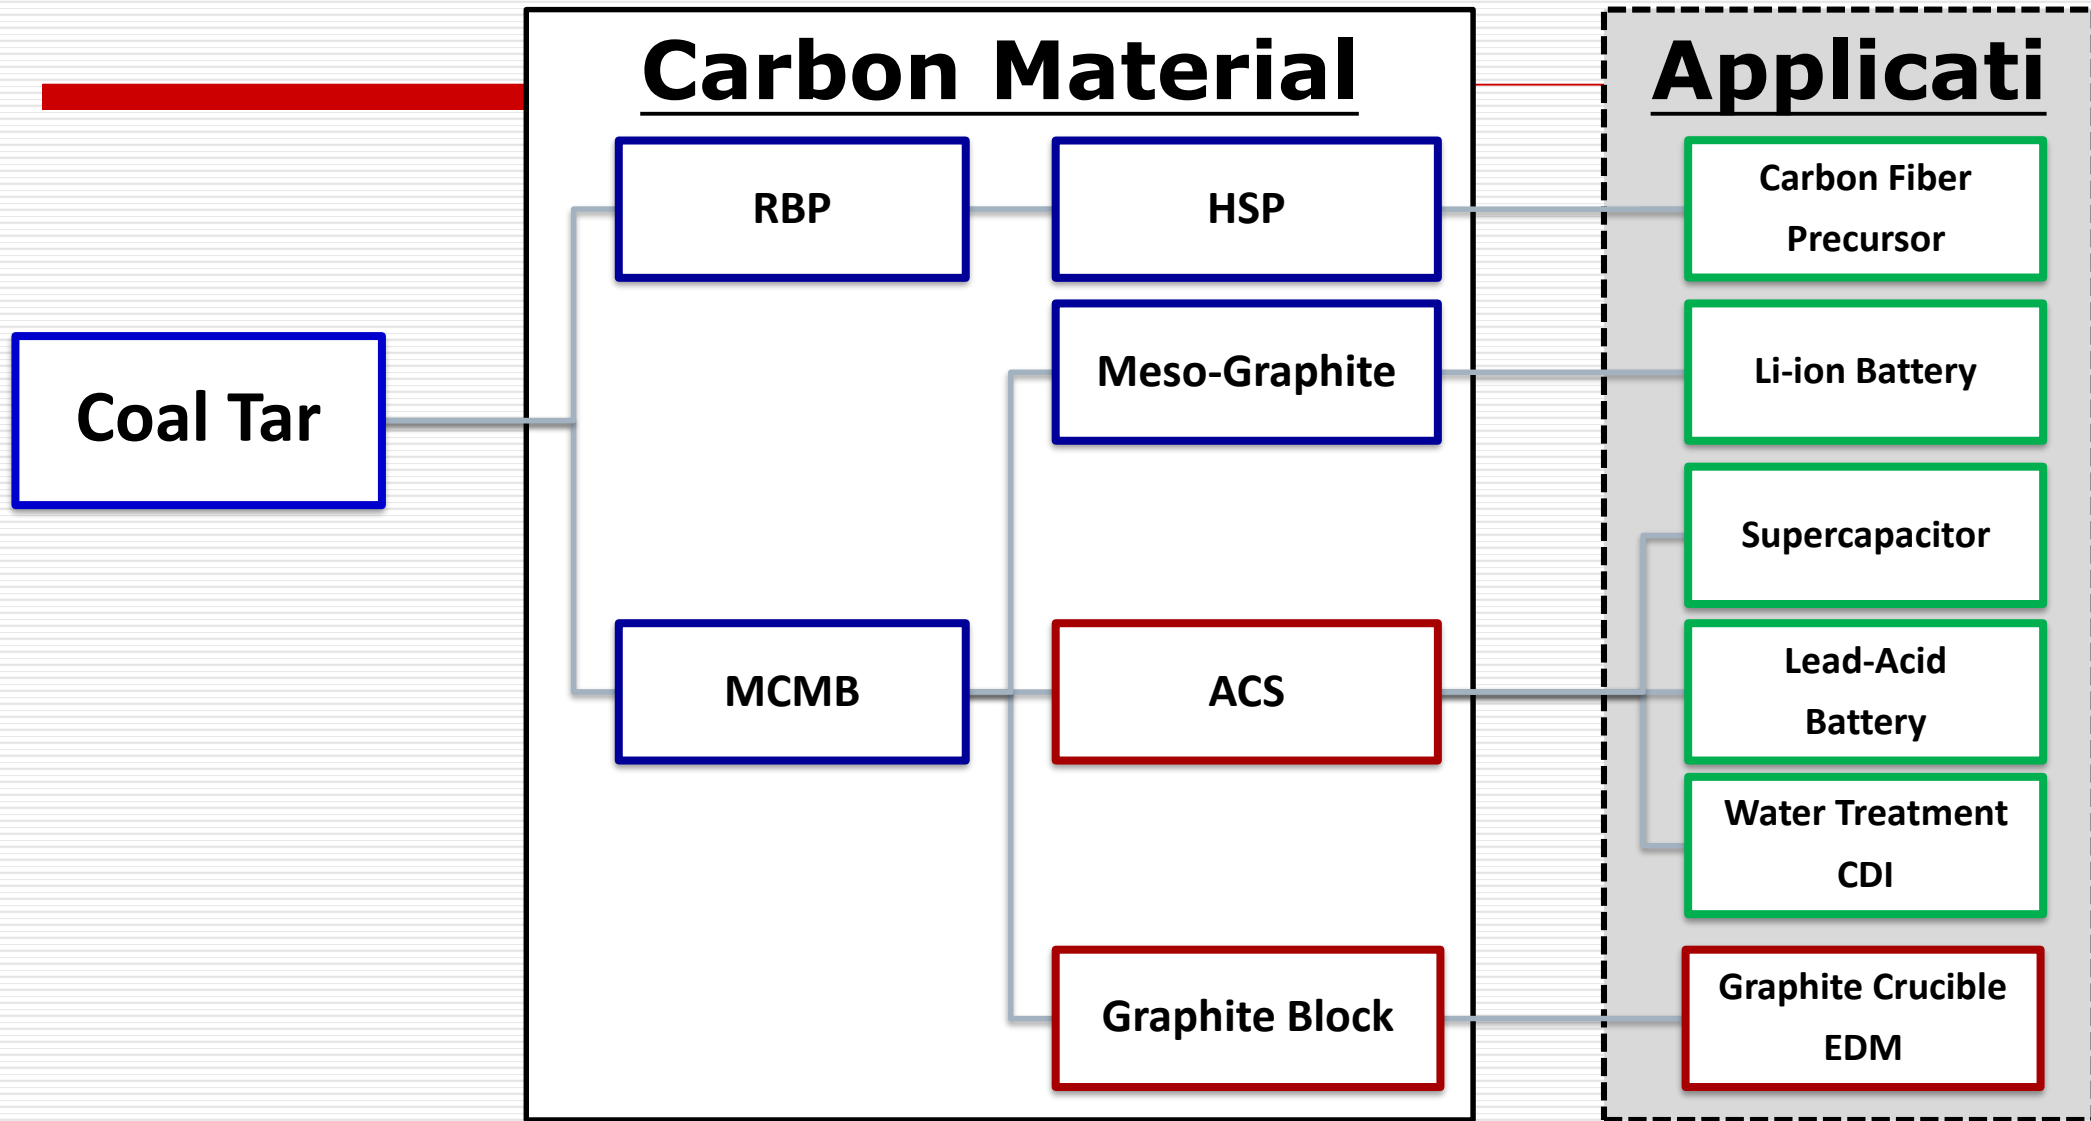 Carbon Material
Applicati
RBP
HSP
Carbon Fiber
Precursor
Coal Tar
Meso-Graphite
Li-ion Battery
Supercapacitor
MCMB
ACS
Lead-Acid
Battery
Water Treatment
CDI
Graphite Block
Graphite Crucible
EDM